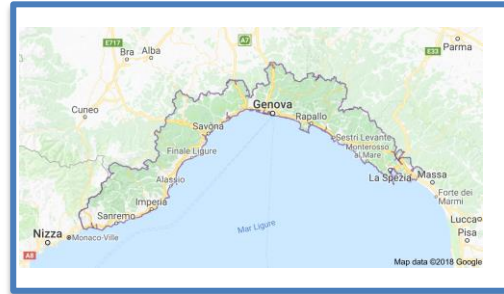 E717
A7
E33
Parma
Bra
Alba
Cuneo
Genova
Savona
Rapallo
Finale Ligure
Sestri Levante
Monterosso
al Mare
Alassio
La Spezia
Massa
Imperia
Forte dei
Marmi
Sanremo
Mar Ligure
Lucca
Nizza
Monaco-Ville
Pisa
A8
Map data ©2018 Google